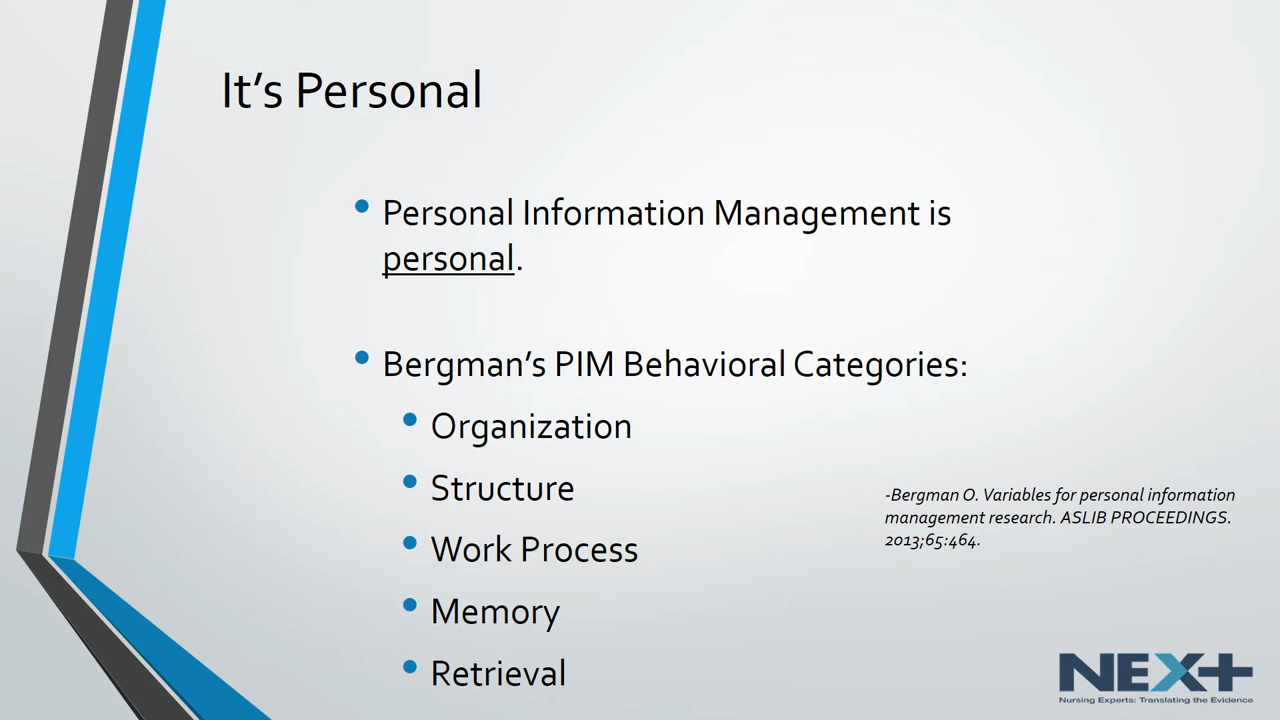 It's Personal
Personal Information Management is
personal.
Bergman's PIM Behavioral Categories:
Organization
Structure
Work Process
Memory
Retrieval
-Bergman O. Variables for personal information
management research. ASLIB PROCEEDINGS.
2013;65:464.
NEX+
Nursing Experts: Translating the Evidence